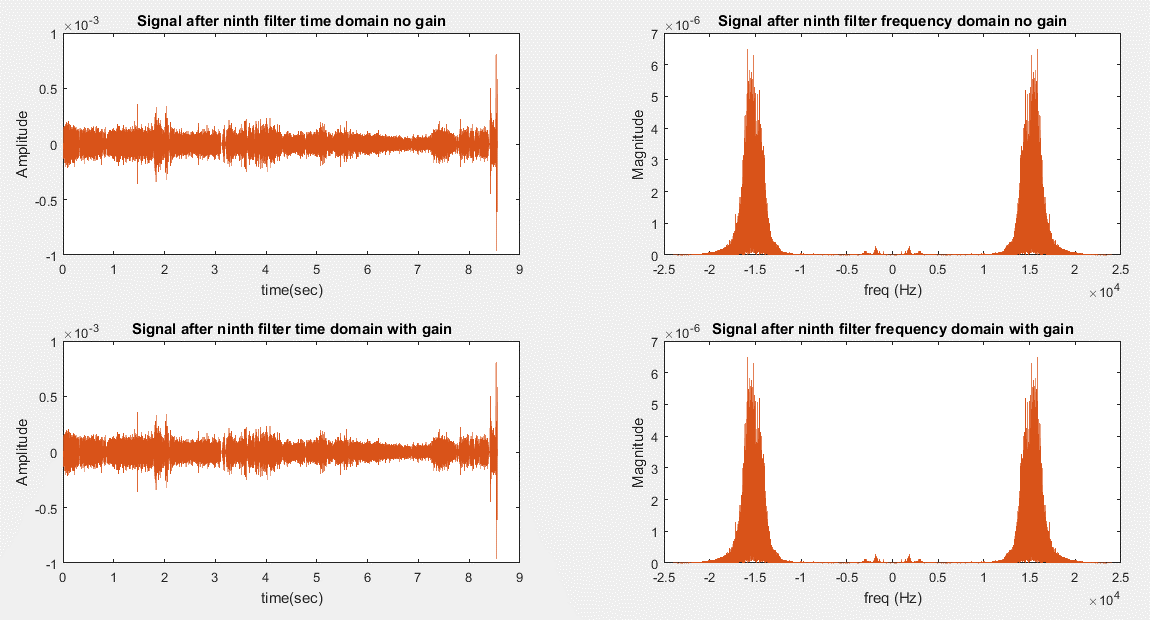 Signal after ninth filter time domain no gain
×10-3
1
0.5
0
-0.5
-1
Amplitude
0 1 2 3 4 5 6 7 8 9
time(sec)
Signal after ninth filter frequency domain no gain
×10-6
7
6
5
4
3
2
1
0
Magnitude
-2.5 -2 -1.5 -1 -0.5 0 0.5 1 1.5 2 2.5
freq (Hz)
×104
Signal after ninth filter time domain with gain
×10-3
1
0.5
0
-0.5
-1
Amplitude
0 1 2 3 4 5 6 7 8 9
time(sec)
Signal after ninth filter frequency domain with gain
×10-6
7
6
5
4
3
2
1
0
Magnitude
-2.5 -2 -1.5 -1 -0.5 0 0.5 1 1.5 2 2.5
freq (Hz)
×104